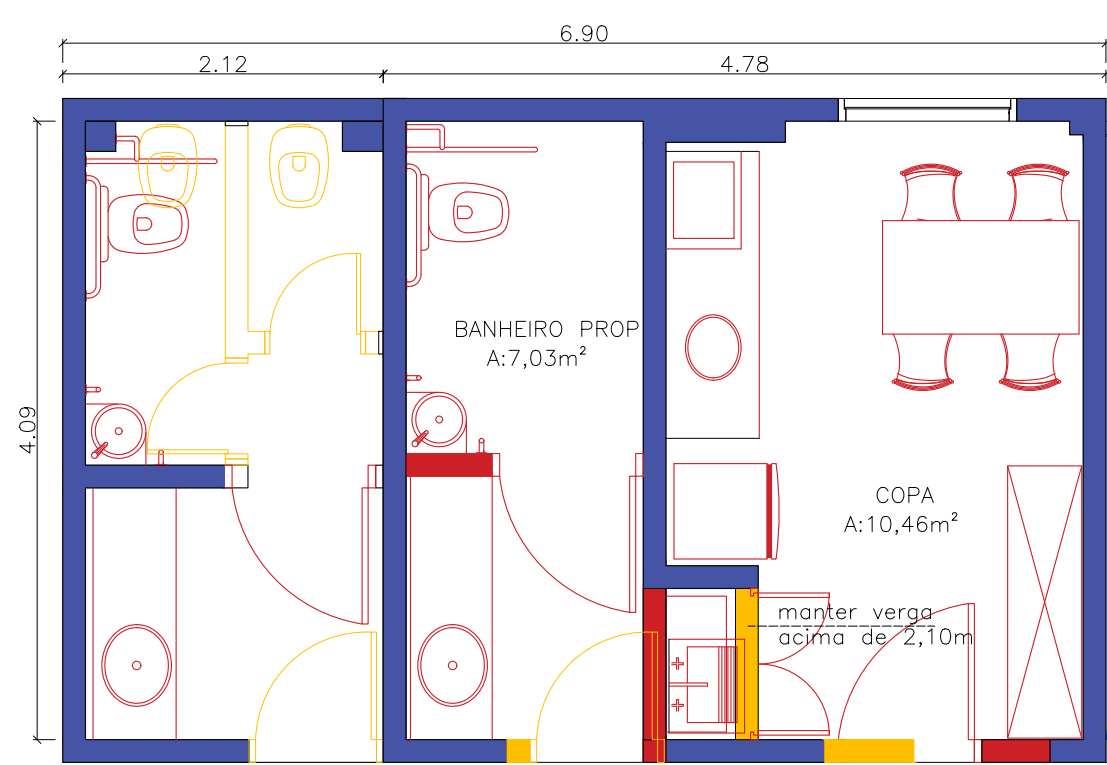 6.90
2.12
4.78
4.09
BANHEIRO PROP
A:7,03m²
COPA
A:10,46m²
manter verga
acima de 2,10m